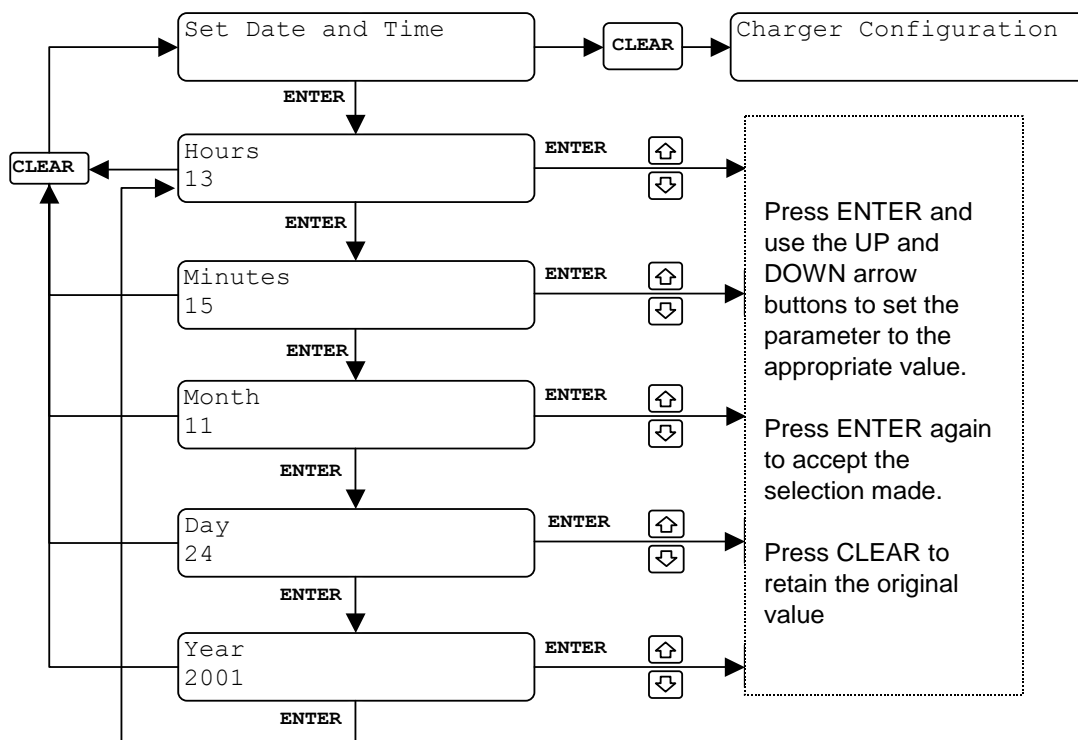 Set Date and Time
CLEAR
Charger Configuration
ENTER
Hours
13
ENTER
CLEAR
ENTER
Minutes
15
ENTER
ENTER
Month
11
ENTER
ENTER
Day
24
ENTER
ENTER
Year
2001
ENTER
ENTER
Press ENTER and
use the UP and
DOWN arrow
buttons to set the
parameter to the
appropriate value.
Press ENTER again
to accept the
selection made.
Press CLEAR to
retain the original
value